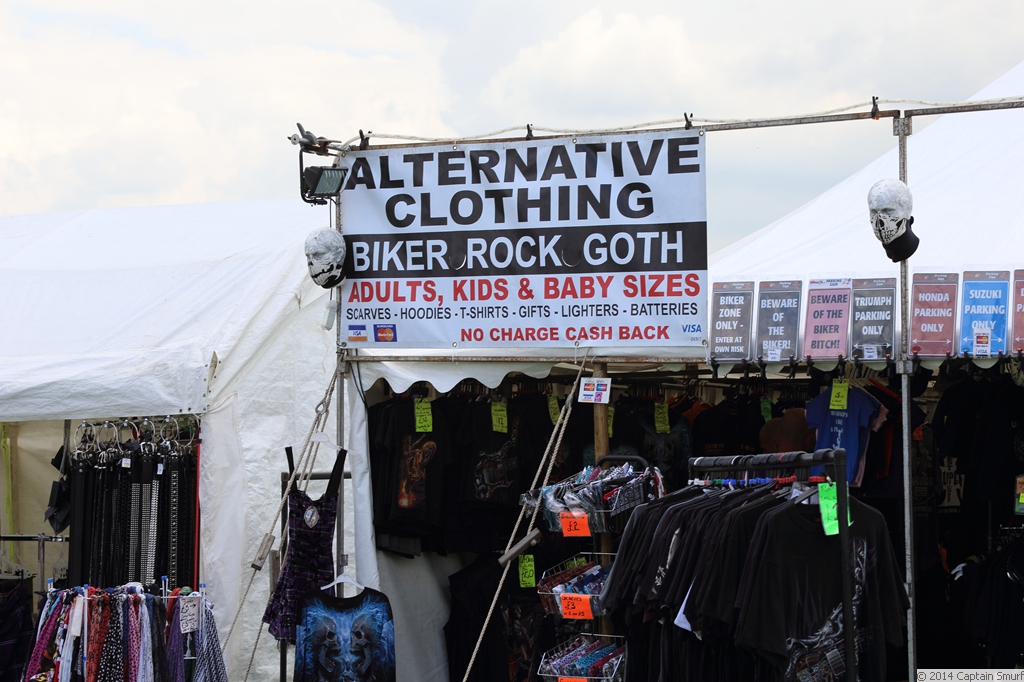 ALTERNATIVE
CLOTHING
BIKER ROCK GOTH
ADULTS, KIDS & BABY SIZES
SCARVES - HOODIES - T-SHIRTS - GIFTS - LIGHTERS - BATTERIES
NO CHARGE CASH BACK
VISA
BIKER
ZONE
ONLY
ENTER AT
OWN RISK
BEWARE
OF THE
BIKER
BEWARE
OF THE
BIKER
BITCH!!
TRIUMPH
PARKING
ONLY
HONDA
PARKING
ONLY
SUZUKI
PARKING
ONLY
£2
£3
© 2014 Captain Smurf